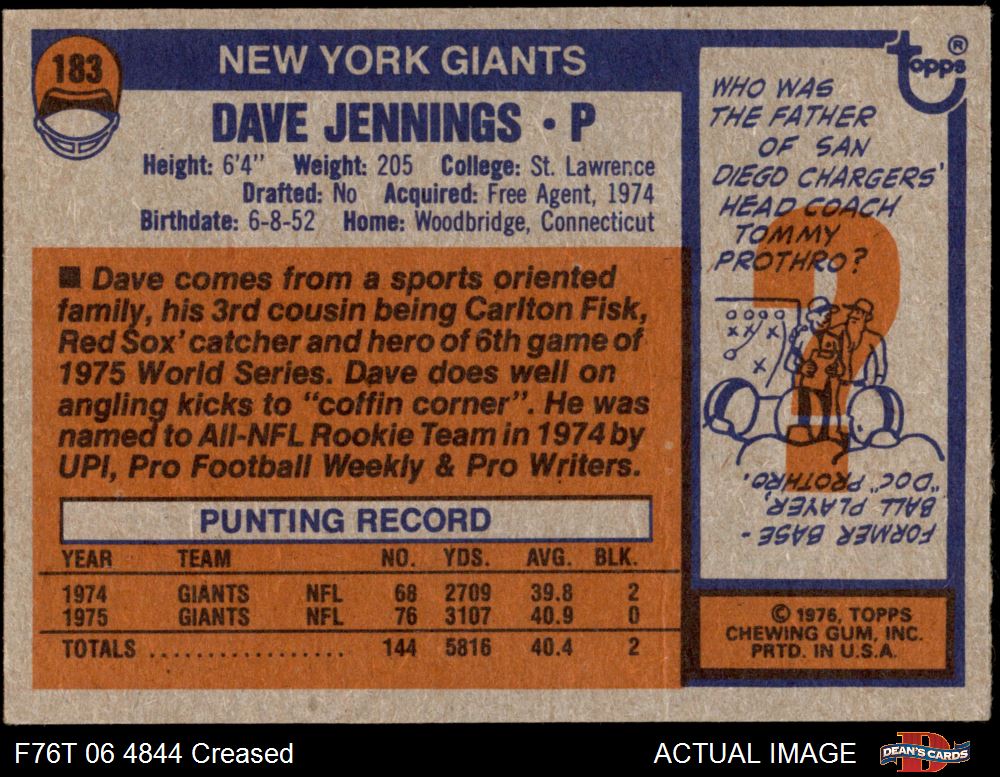 183
NEW YORK GIANTS
DAVE JENNINGS • P
Height: 6'4" Weight: 205 College: St. Lawrence
Drafted: No Acquired: Free Agent, 1974
Birthdate: 6-8-52 Home: Woodbridge, Connecticut
■ Dave comes from a sports oriented
family, his 3rd cousin being Carlton Fisk,
Red Sox' catcher and hero of 6th game of
1975 World Series. Dave does well on
angling kicks to "coffin corner". He was
named to All-NFL Rookie Team in 1974 by
UPI, Pro Football Weekly & Pro Writers.
PUNTING RECORD
YEAR TEAM NO. YDS. AVG. BLK.
1974 GIANTS NFL 68 2709 39.8 2
1975 GIANTS NFL 76 3107 40.9 0
TOTALS .................... 144 5816 40.4 2
topps ®
WHO WAS
THE FATHER
OF SAN
DIEGO CHARGERS'
HEAD COACH
TOMMY
PROTHRO?
?
OOOO
XXXX
O
X
FORMER BASE-
BALL PLAYER,
"DOC" PROTHRO.
© 1976, TOPPS
CHEWING GUM, INC.
PRTD. IN U.S.A.
F76T 06 4844 Creased
ACTUAL IMAGE
DEAN'S CARDS